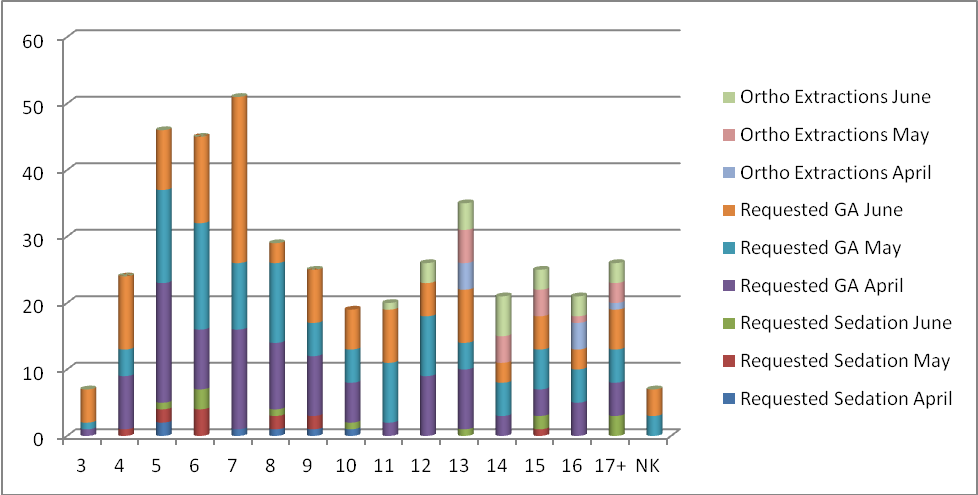 60
50
40
30
20
10
0
3 4 5 6 7 8 9 10 11 12 13 14 15 16 17+ NK
Ortho Extractions June
Ortho Extractions May
Ortho Extractions April
Requested GA June
Requested GA May
Requested GA April
Requested Sedation June
Requested Sedation May
Requested Sedation April